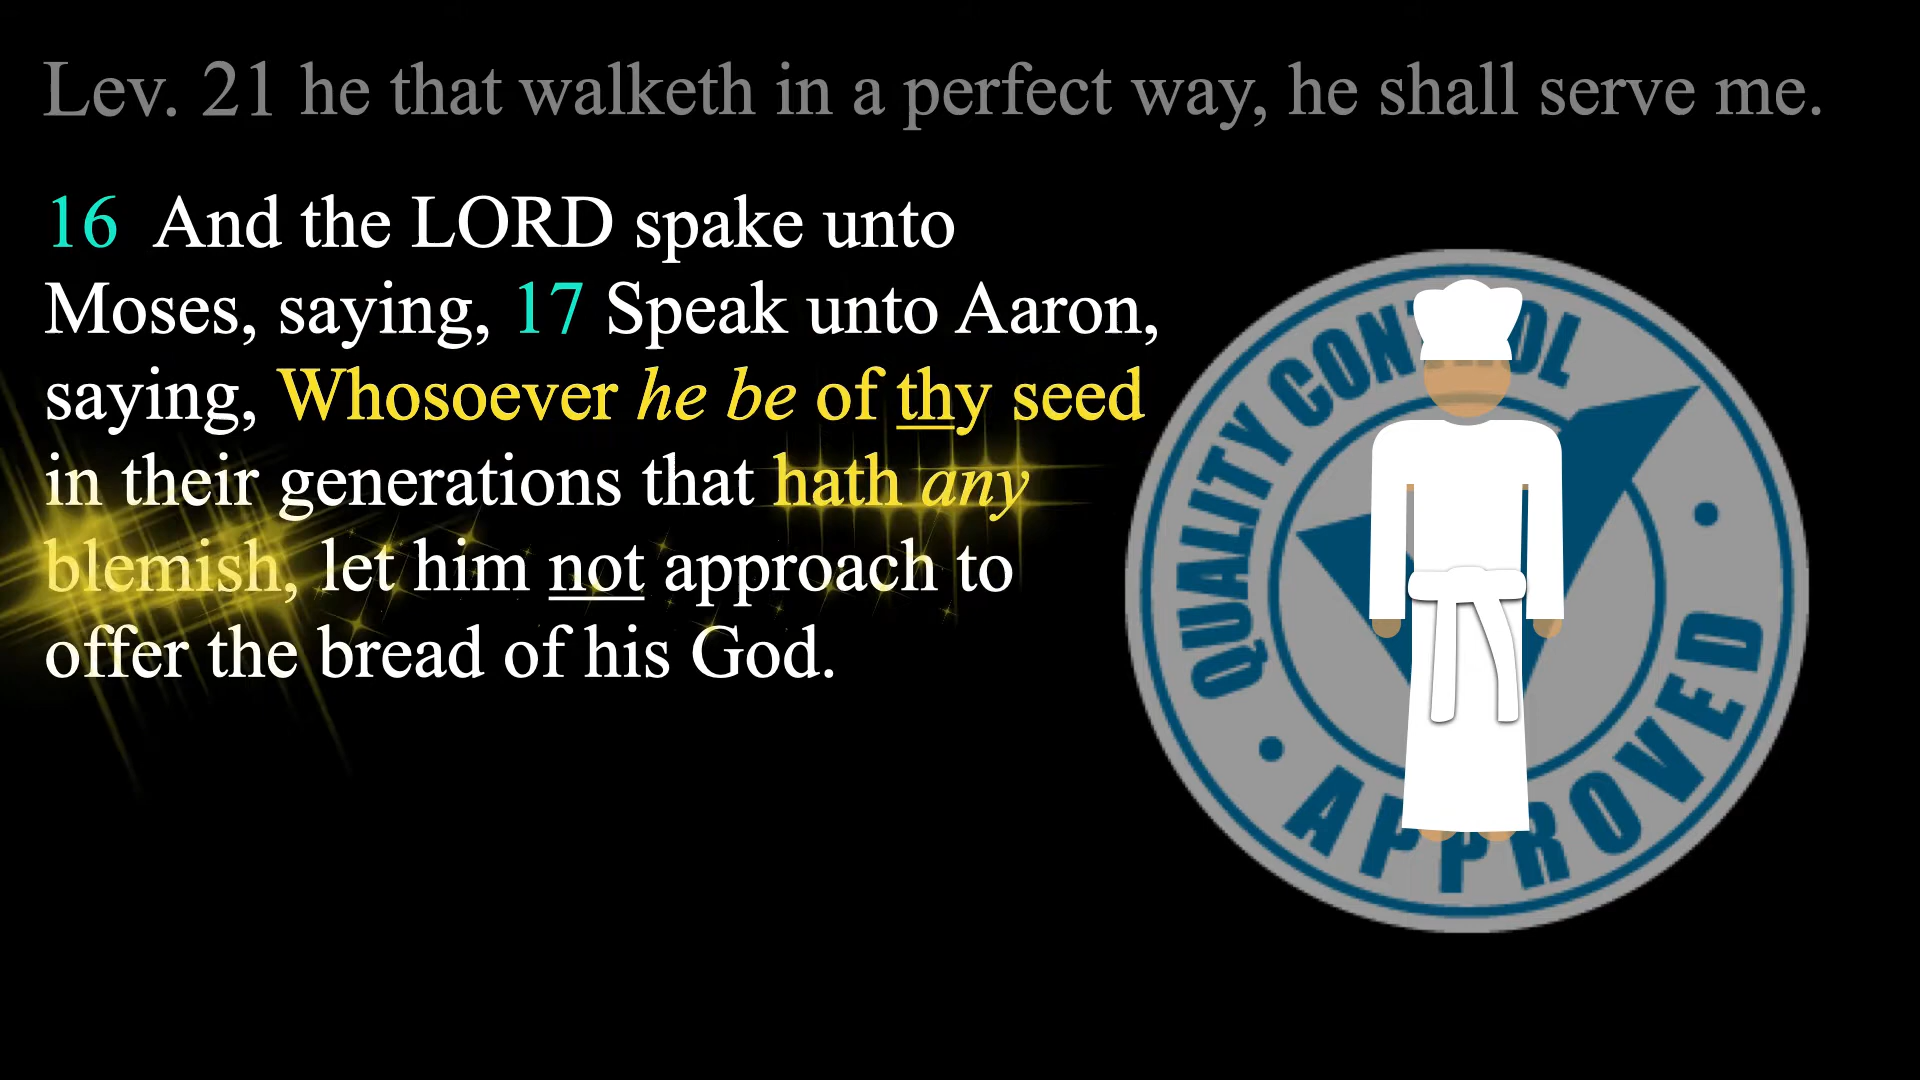 Lev. 21 he that walketh in a perfect way, he shall serve me.
16 And the LORD spake unto
Moses, saying, 17 Speak unto Aaron,
saying, Whosoever he be of thy seed
in their generations that hath any
blemish, let him not approach to
offer the bread of his God.
QUALITY CONTROL
APPROVED